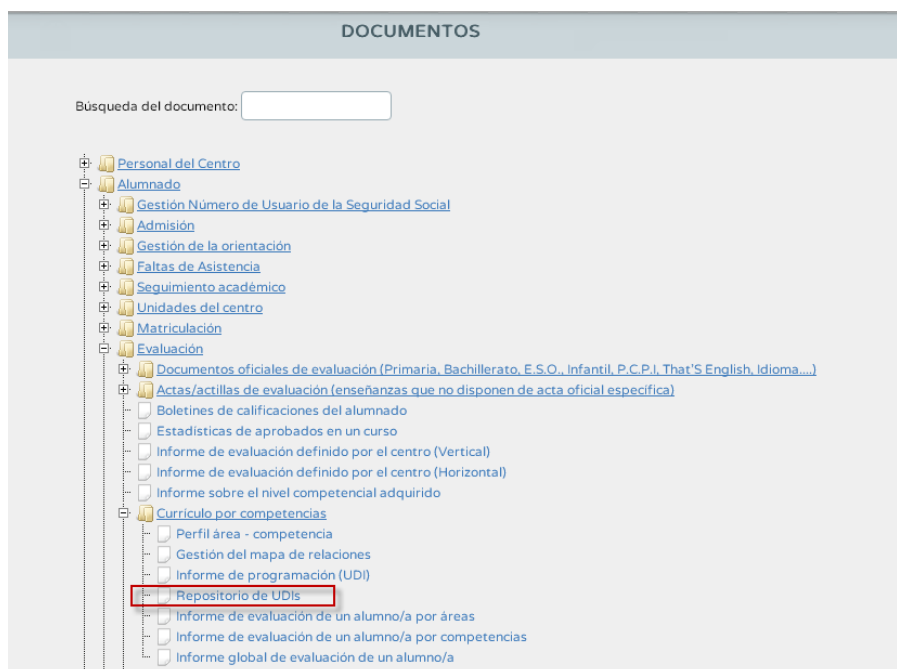 DOCUMENTOS
Búsqueda del documento:
Personal del Centro
Alumnado
Gestión Número de Usuario de la Seguridad Social
Admisión
Gestión de la orientación
Faltas de Asistencia
Seguimiento académico
Unidades del centro
Matriculación
Evaluación
Documentos oficiales de evaluación (Primaria, Bachillerato, E.S.O., Infantil, P.C.P.I, That'S English, Idioma....)
Actas/actillas de evaluación (enseñanzas que no disponen de acta oficial específica)
Boletines de calificaciones del alumnado
Estadísticas de aprobados en un curso
Informe de evaluación definido por el centro (Vertical)
Informe de evaluación definido por el centro (Horizontal)
Informe sobre el nivel competencial adquirido
Currículo por competencias
Perfil área - competencia
Gestión del mapa de relaciones
Informe de programación (UDI)
Repositorio de UDIs
Informe de evaluación de un alumno/a por áreas
Informe de evaluación de un alumno/a por competencias
Informe global de evaluación de un alumno/a